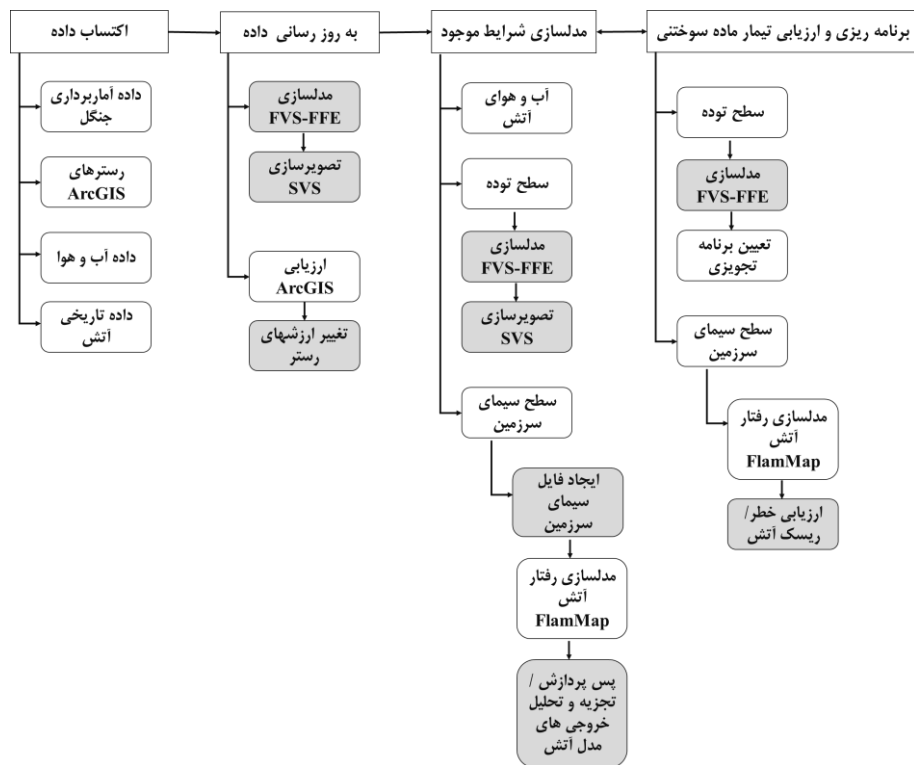 اکتساب داده
داده آماربرداری
جنگل
رسترهای
ArcGIS
داده آب و هوا
داده تاریخی
آتش
به روز رسانی داده
مدلسازی
FVS-FFE
تصویرسازی
SVS
ارزیابی
ArcGIS
تغییر ارزشهای
رستر
مدلسازی شرایط موجود
آب و هوای
آتش
سطح توده
مدلسازی
FVS-FFE
تصویرسازی
SVS
سطح سیمای
سرزمین
ایجاد فایل
سیمای
سرزمین
مدلسازی رفتار
آتش
FlamMap
پس پردازش /
تجزیه و تحلیل
خروجی های
مدل آتش
برنامه ریزی و ارزیابی تیمار ماده سوختنی
سطح توده
مدلسازی
FVS-FFE
تعیین برنامه
تجویزی
سطح سیمای
سرزمین
مدلسازی رفتار
آتش
FlamMap
ارزیابی خطر/
ریسک آتش